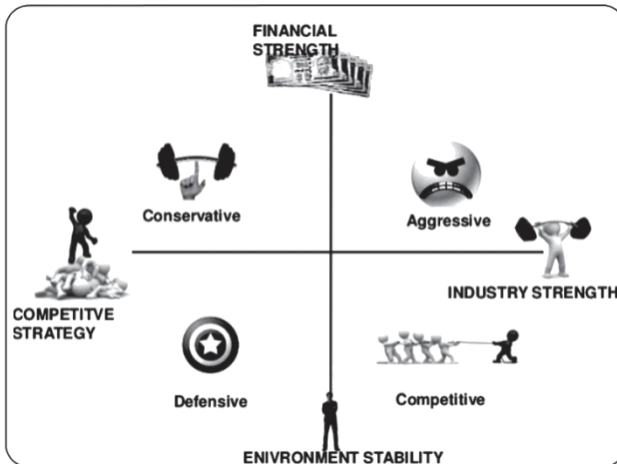 FINANCIAL
STRENGTH
Conservative
Aggressive
INDUSTRY STRENGTH
COMPETITVE
STRATEGY
Defensive
Competitive
ENIVRONMENT STABILITY